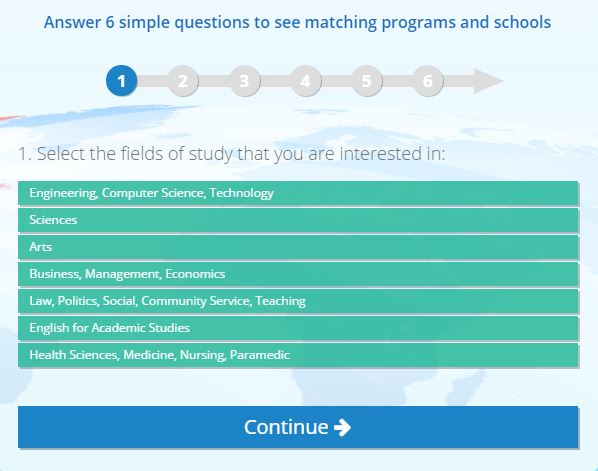 Answer 6 simple questions to see matching programs and schools
1 2 3 4 5 6
1. Select the fields of study that you are interested in:
Engineering, Computer Science, Technology
Sciences
Arts
Business, Management, Economics
Law, Politics, Social, Community Service, Teaching
English for Academic Studies
Health Sciences, Medicine, Nursing, Paramedic
Continue